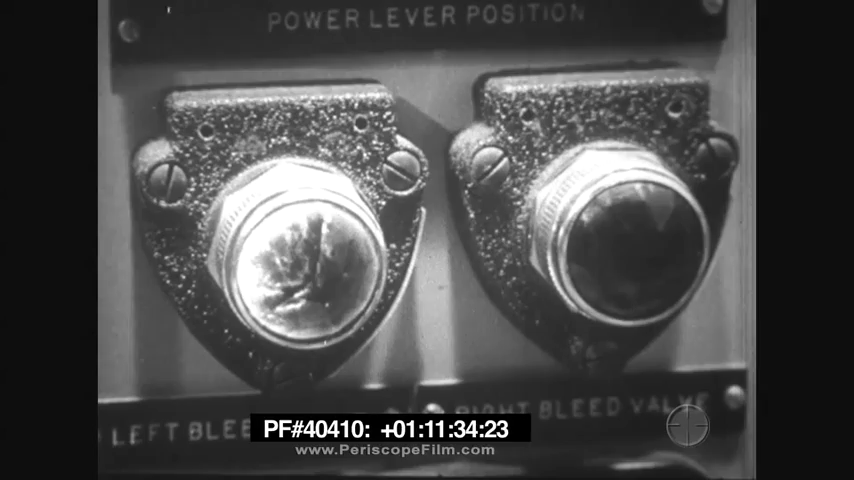 POWER LEVER POSITION
LEFT BLEE
RIGHT BLEED VALVE
PF#40410: +01:11:34:23
www.PeriscopeFilm.com